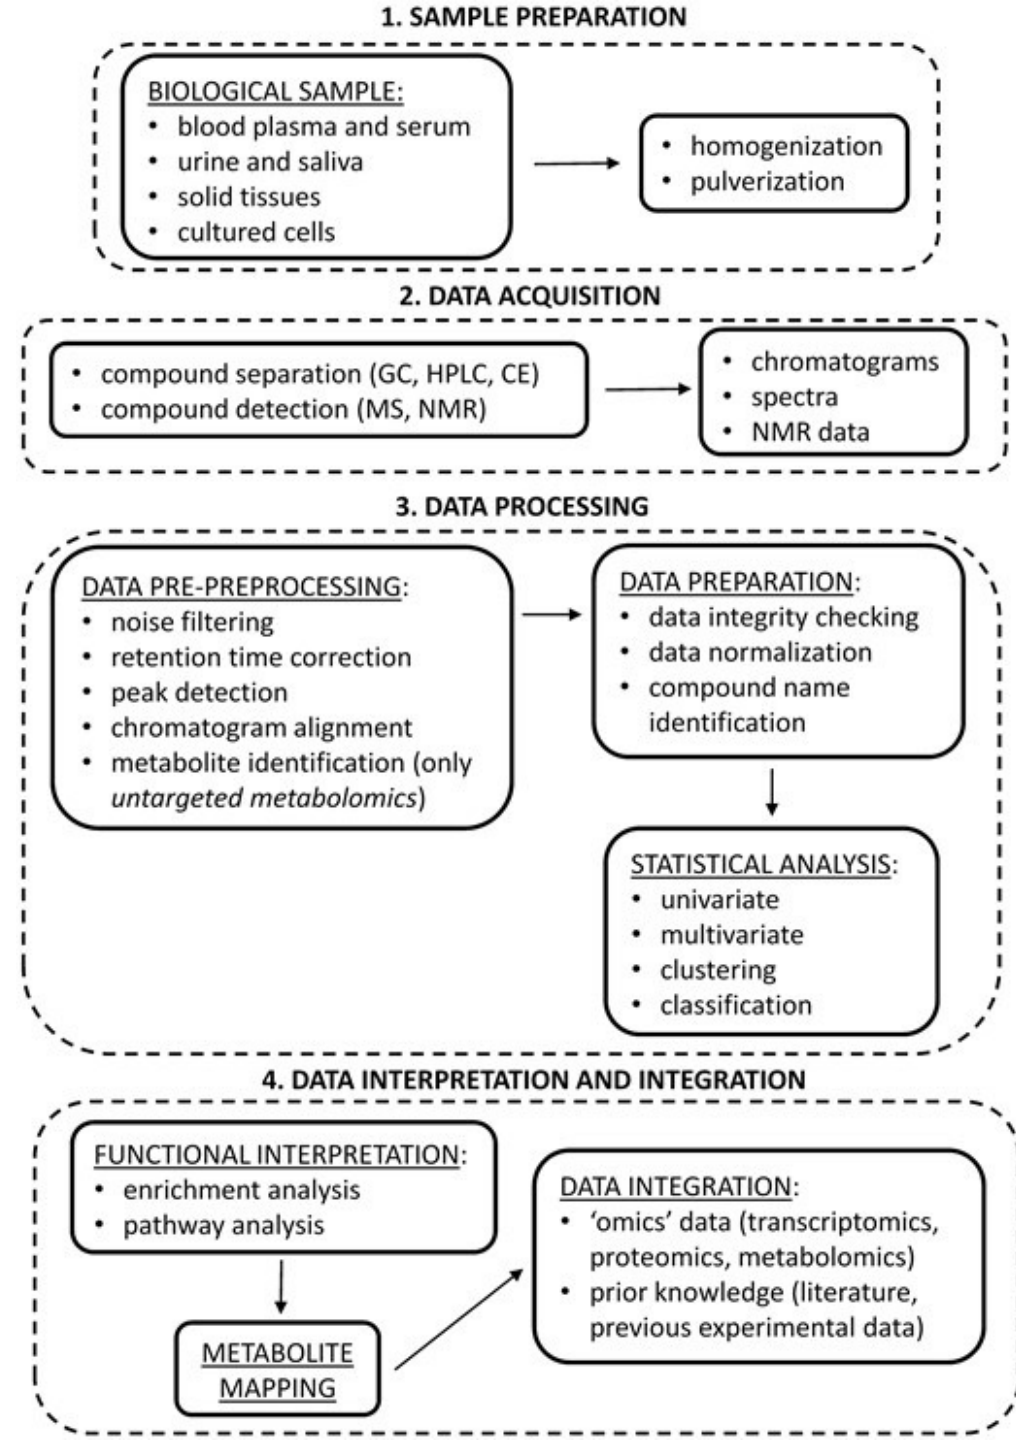 1. SAMPLE PREPARATION
BIOLOGICAL SAMPLE:
• blood plasma and serum
• urine and saliva
• solid tissues
• cultured cells
• homogenization
• pulverization
2. DATA ACQUISITION
• compound separation (GC, HPLC, CE)
• compound detection (MS, NMR)
• chromatograms
• spectra
• NMR data
3. DATA PROCESSING
DATA PRE-PREPROCESSING:
• noise filtering
• retention time correction
• peak detection
• chromatogram alignment
• metabolite identification (only
untargeted metabolomics)
DATA PREPARATION:
• data integrity checking
• data normalization
• compound name
identification
STATISTICAL ANALYSIS:
• univariate
• multivariate
• clustering
• classification
4. DATA INTERPRETATION AND INTEGRATION
FUNCTIONAL INTERPRETATION:
• enrichment analysis
• pathway analysis
METABOLITE
MAPPING
DATA INTEGRATION:
• ‘omics’ data (transcriptomics,
proteomics, metabolomics)
• prior knowledge (literature,
previous experimental data)